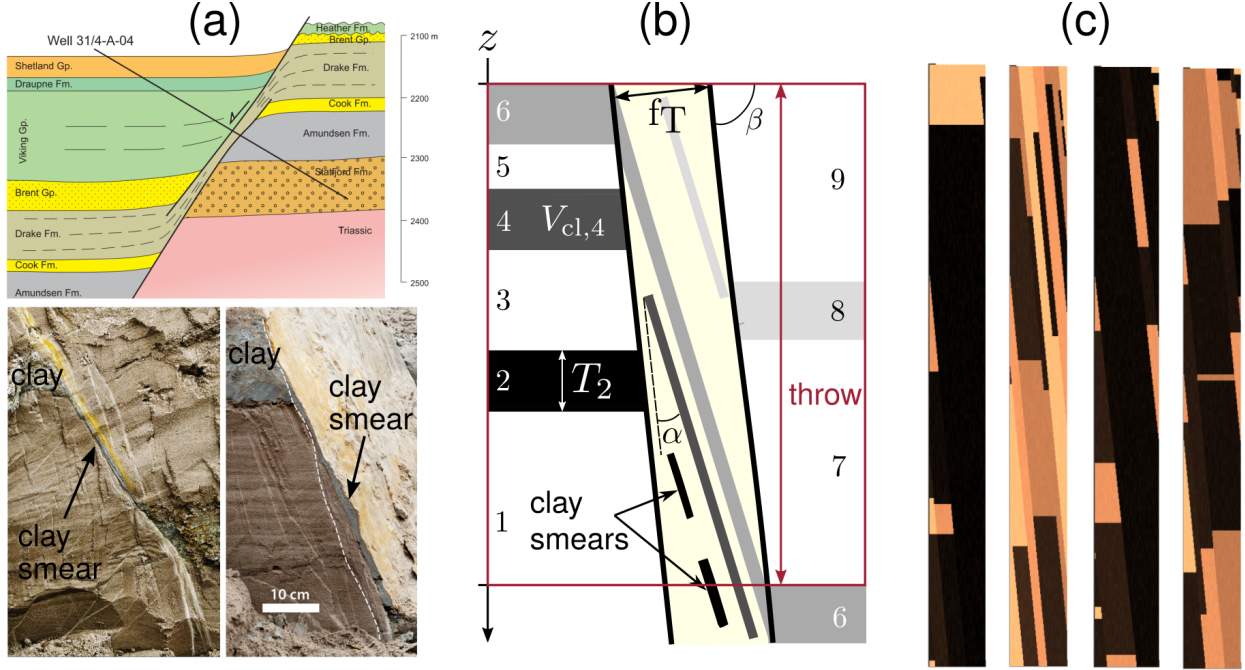 (a)
Well 31/4-A-04
Heather Fm.
Brent Gp.
2100 m
Shetland Gp.
Drake Fm.
Draupne Fm.
2200
Cook Fm.
Viking Gp.
Amundsen Fm.
2300
Statfjord Fm.
Brent Gp.
2400
Drake Fm.
Triassic
Cook Fm.
2500
Amundsen Fm.
clay
clay smear
clay
clay smear
10 cm
(b)
z
6
fT
β
5
9
4
Vcl,4
3
8
2
T2
throw
α
7
1
clay smears
6
(c)